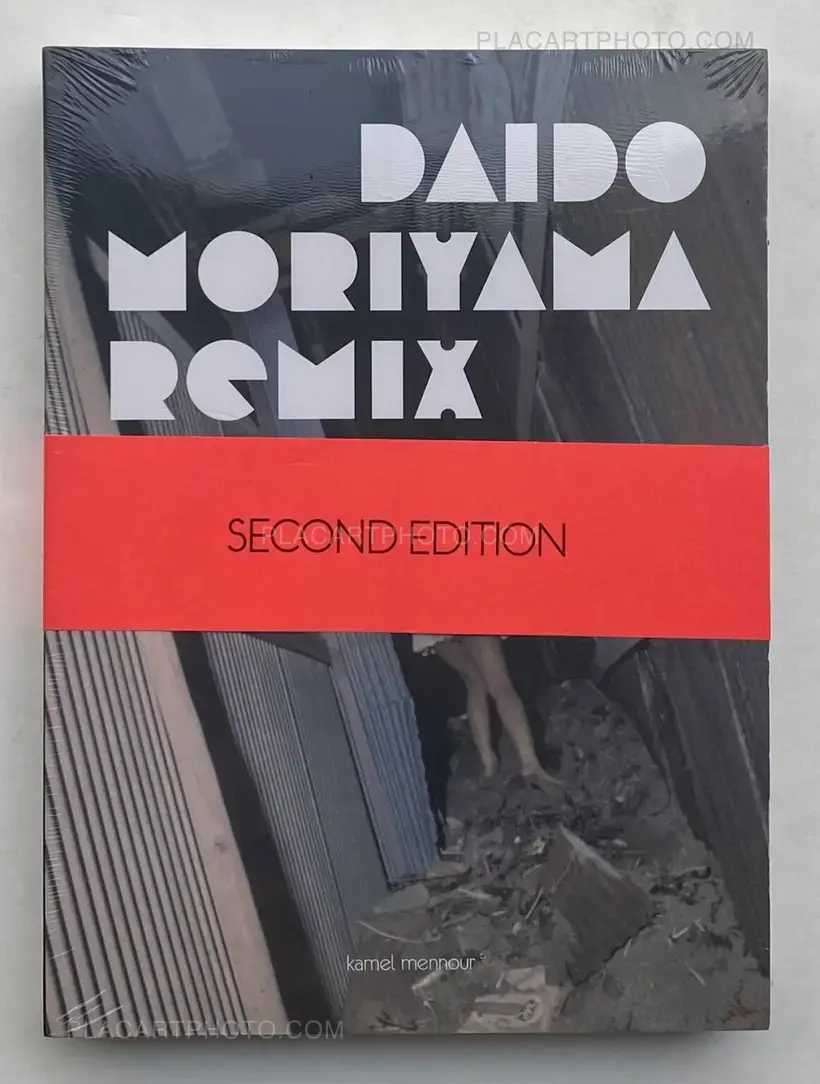 PLACARTPHOTO.COM
DAIDO
MORIYAMA
ReMIX
SECOND EDITION
PLACARTPHOTO.COM
kamel mennour
PLACARTPHOTO.COM